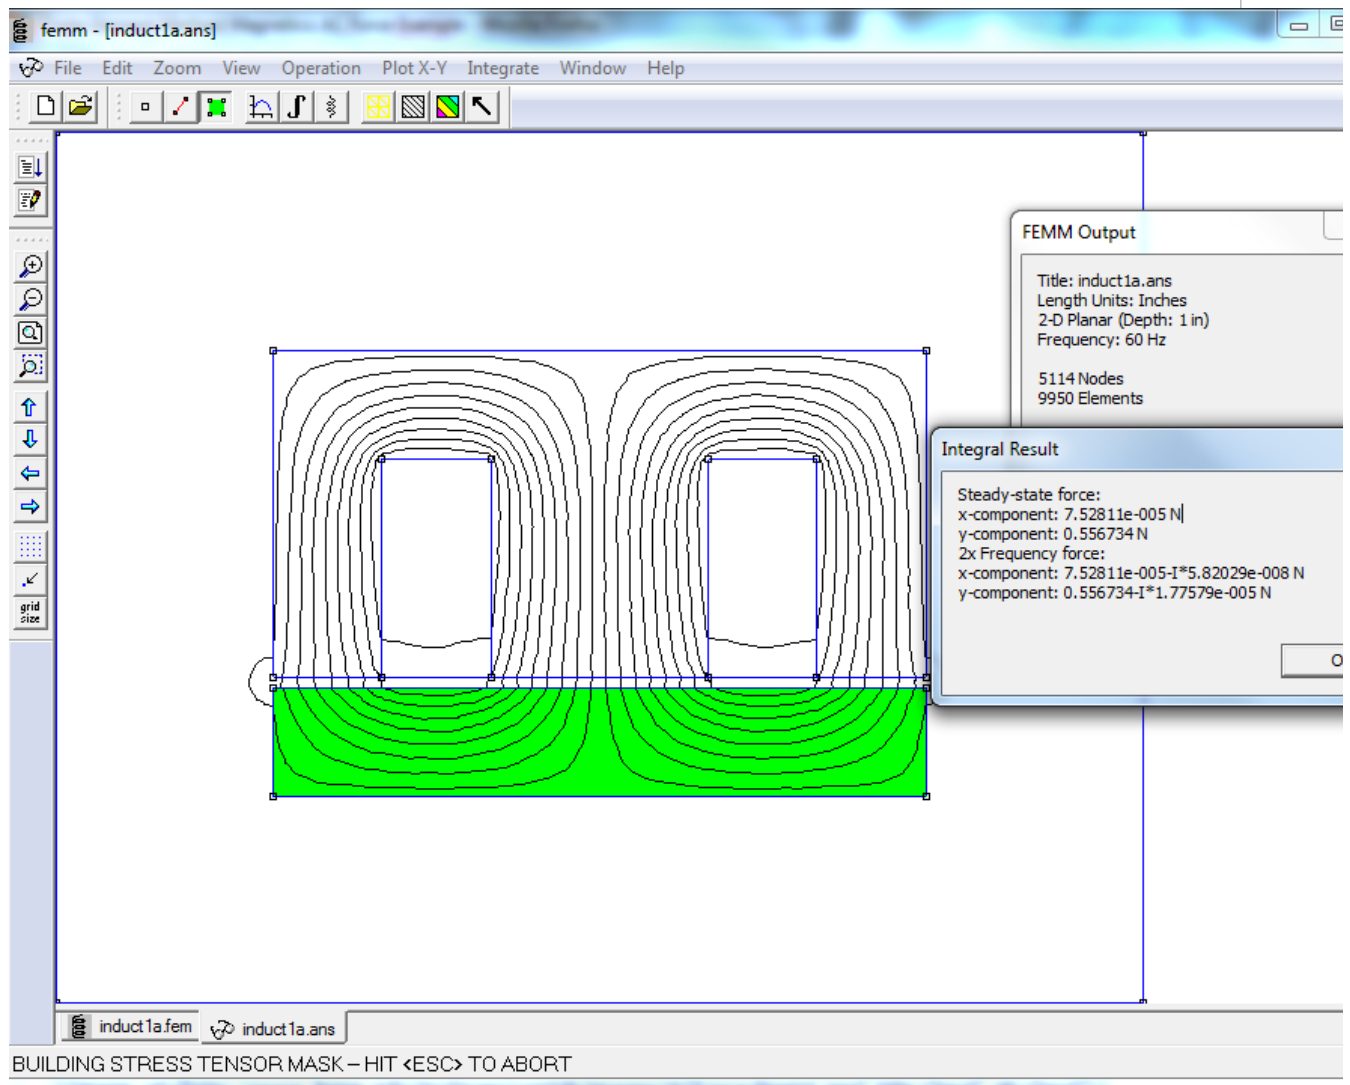 femm - [induct1a.ans]
File Edit Zoom View Operation Plot X-Y Integrate Window Help
FEMM Output
Title: induct1a.ans
Length Units: Inches
2-D Planar (Depth: 1 in)
Frequency: 60 Hz
5114 Nodes
9950 Elements
Integral Result
Steady-state force:
x-component: 7.52811e-005 N
y-component: 0.556734 N
2x Frequency force:
x-component: 7.52811e-005-I*5.82029e-008 N
y-component: 0.556734-I*1.77579e-005 N
grid
size
induct1a.fem induct1a.ans
BUILDING STRESS TENSOR MASK – HIT <ESC> TO ABORT